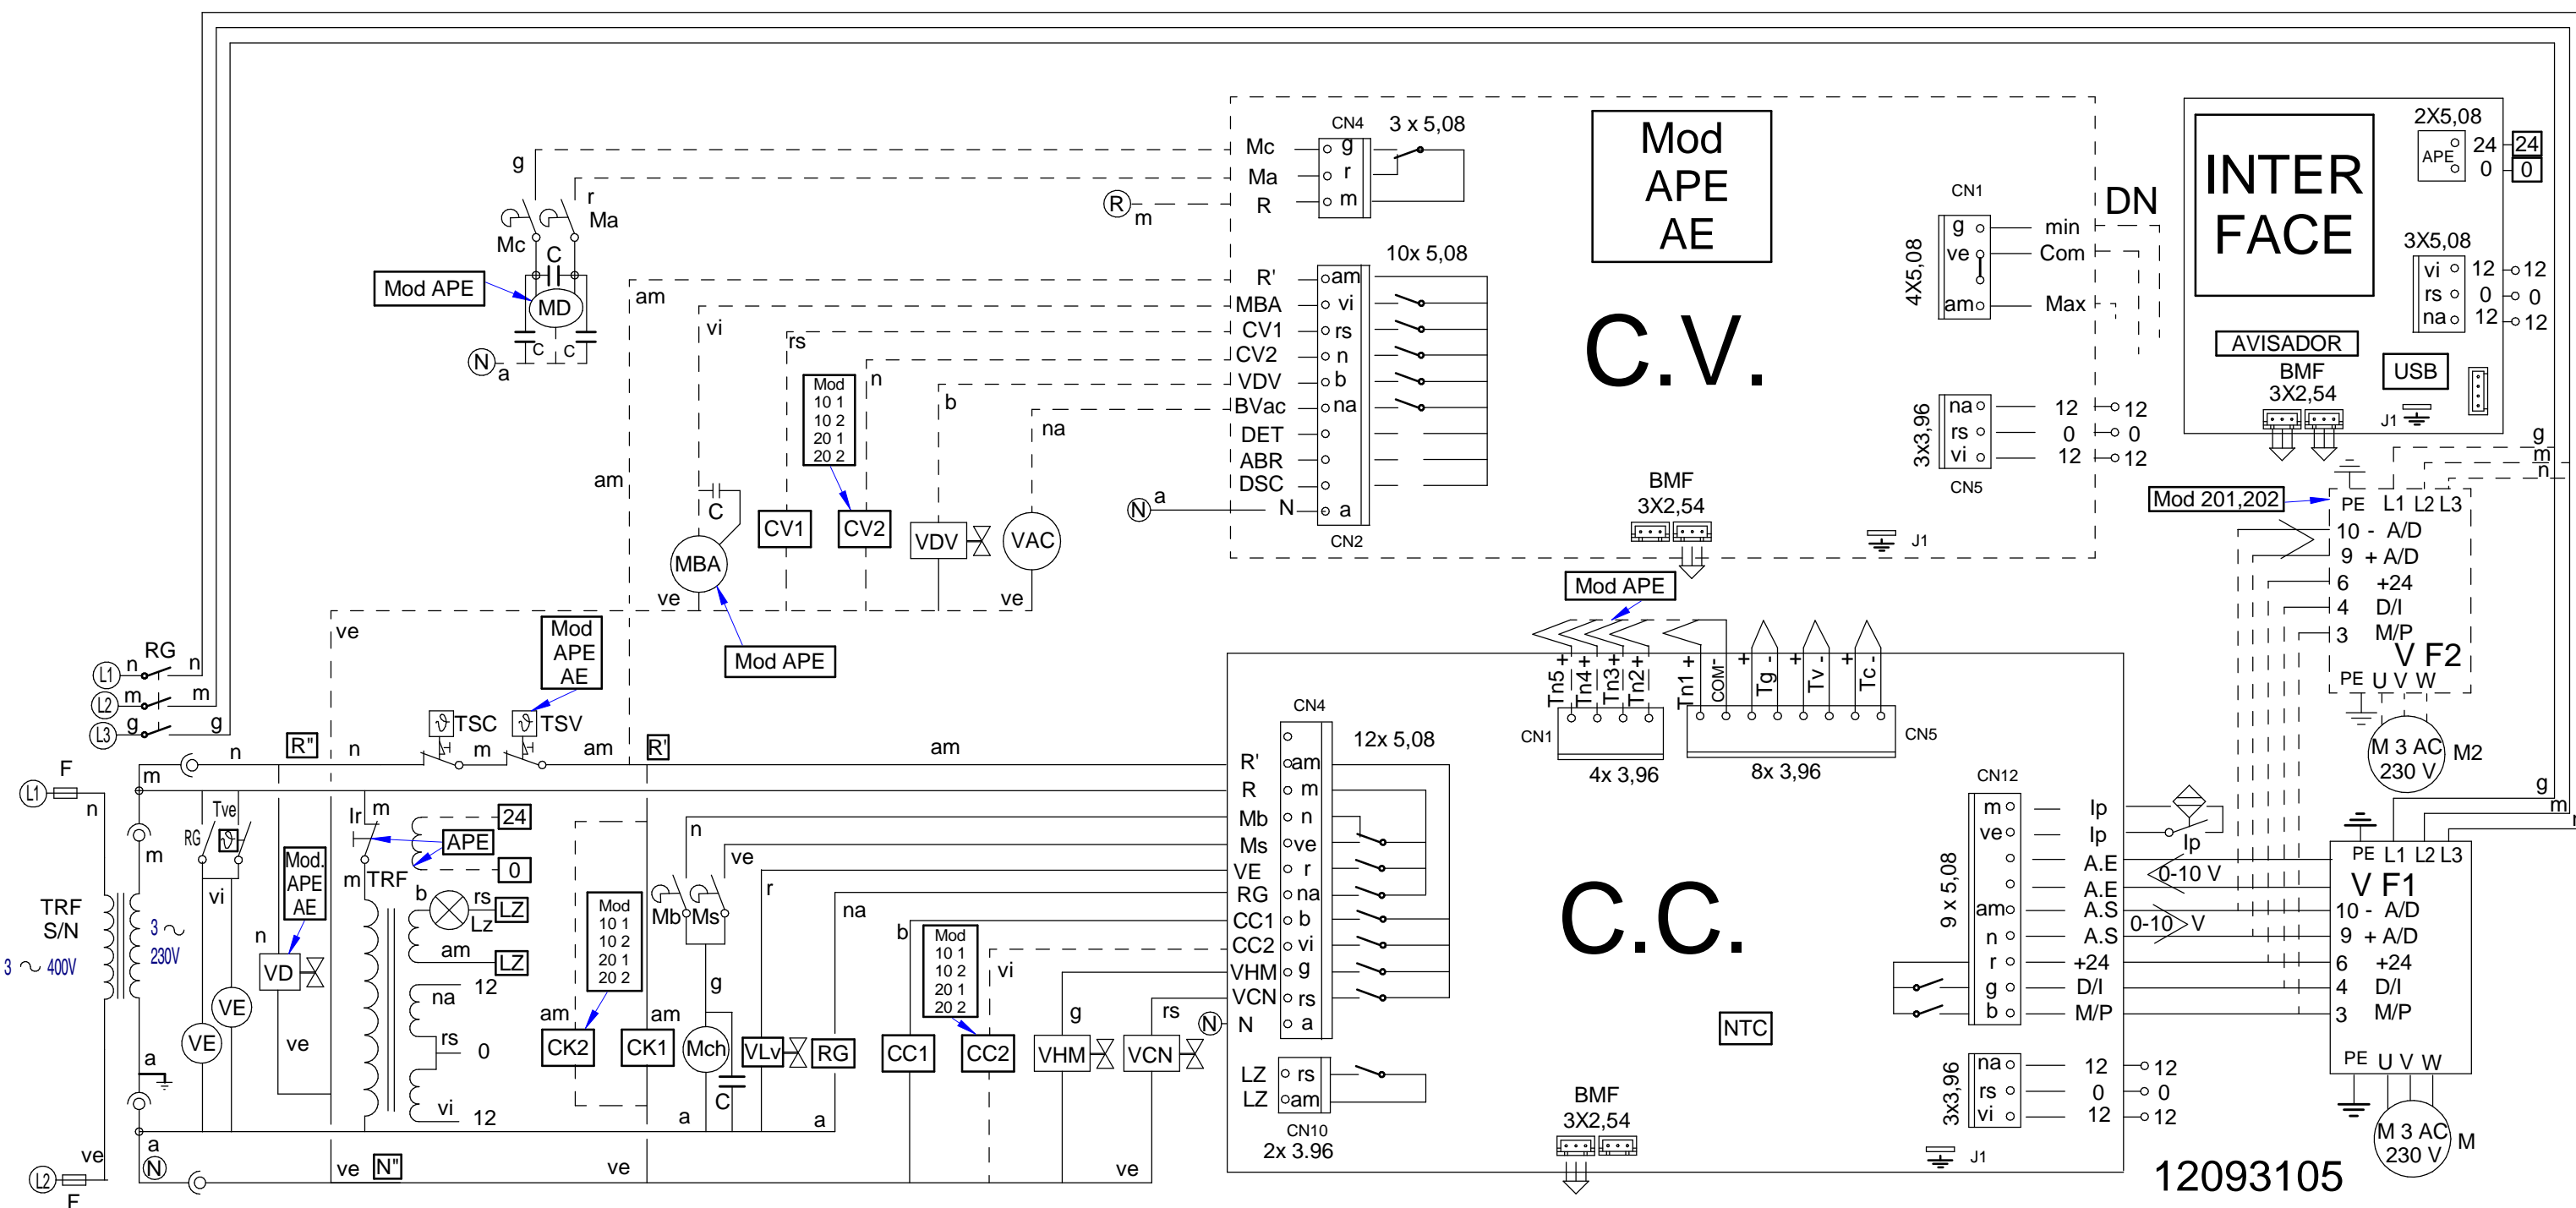 Mc
Ma
R
CN4
3 x 5,08
g
r
m
Mod
APE
AE
C.V.
CN1
4X5,08
g
ve
am
min
Com
Max
DN
INTER
FACE
2X5,08
APE
24
0
24
0
3X5,08
vi 12 12
rs 0 0
na 12 12
AVISADOR
BMF
3X2,54
USB
J1
g
r
Ma
Mc
C
Mod APE
MD
C C
N
a
R
m
am
vi
rs
n
b
na
Mod
10 1
10 2
20 1
20 2
am
C
MBA
CV1
CV2
VDV
VAC
ve
ve
Mod APE
10x 5,08
R' am
MBA vi
CV1 rs
CV2 n
VDV b
BVac na
DET
ABR
DSC
N a
CN2
N
a
BMF
3X2,54
J1
3x3,96
na 12 12
rs 0 0
vi 12 12
CN5
g
m
n
Mod 201,202
PE L1 L2 L3
10 - A/D
9 + A/D
6 +24
4 D/I
3 M/P
V F2
PE U V W
M 3 AC
230 V
M2
RG
L1 n n
L2 m m
L3 g g
ve
Mod
APE
AE
TSC
TSV
n
R"
n
m
am
R'
am
F
L1
n
m
m
TRF
S/N
3 ~ 400V
3 ~
230V
a
a
N
ve
L2
F
RG
Tve
vi
VE
VE
Mod.
APE
AE
n
VD
ve
Ir
m
m TRF
24
APE
0
b
rs
LZ
Lz
am
LZ
12
na
rs
0
vi 12
ve
N"
ve
ve
Mod
10 1
10 2
20 1
20 2
am
CK2
am
CK1
n
ve
Mb
Ms
g
Mch
C
a
r
VLv
na
RG
a
b
CC1
Mod
10 1
10 2
20 1
20 2
vi
CC2
g
VHM
rs
VCN
N
CN4
12x 5,08
R' am
R m
Mb n
Ms ve
VE r
RG na
CC1 b
CC2 vi
VHM g
VCN rs
N a
LZ rs
LZ am
CN10
2x 3.96
Mod APE
Tn5 +
Tn4 +
Tn3+
Tn2 +
Tn1 +
COM-
+ Tg -
+ Tv -
+ Tc -
CN1
4x 3,96
8x 3,96
CN5
C.C.
NTC
BMF
3X2,54
J1
CN12
9 x 5,08
m Ip
ve Ip
A.E
A.E
am A.S
n A.S
r +24
g D/I
b M/P
Ip
0-10 V
0-10 V
3x3,96
na 12 12
rs 0 0
vi 12 12
g
m
PE L1 L2 L3
V F1
10 - A/D
9 + A/D
6 +24
4 D/I
3 M/P
PE U V W
M 3 AC
230 V
M
12093105